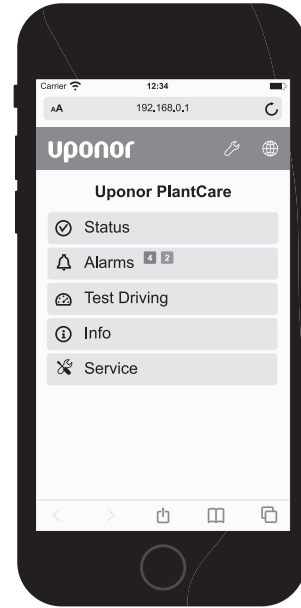 Carrier 12:34
AA 192.168.0.1
uponor
Uponor PlantCare
Status
Alarms 4 2
Test Driving
Info
Service